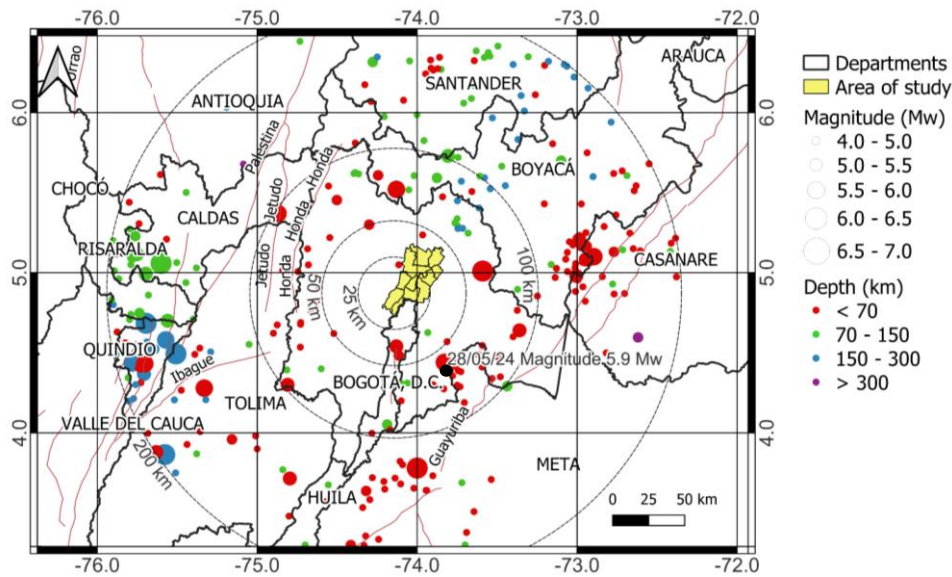 -76.0 -75.0 -74.0 -73.0 -72.0
ARAUCA
SANTANDER
ANTIOQUIA
6.0 6.0
Palestina
Honda
BOYACÁ
CHOCÓ
Jetudo
CALDAS
Honda
RISARALDA
Jetudo
Honda
100 km
CASANARE
5.0 5.0
50 km
25 km
QUINDIO
Ibague
28/05/24 Magnitude 5.9 Mw
BOGOTÁ, D.C.
TOLIMA
VALLE DEL CAUCA
Guayuriba
4.0 4.0
200 km
META
HUILA
0 25 50 km
-76.0 -75.0 -74.0 -73.0 -72.0
Departments
Area of study
Magnitude (Mw)
4.0 - 5.0
5.0 - 5.5
5.5 - 6.0
6.0 - 6.5
6.5 - 7.0
Depth (km)
< 70
70 - 150
150 - 300
> 300